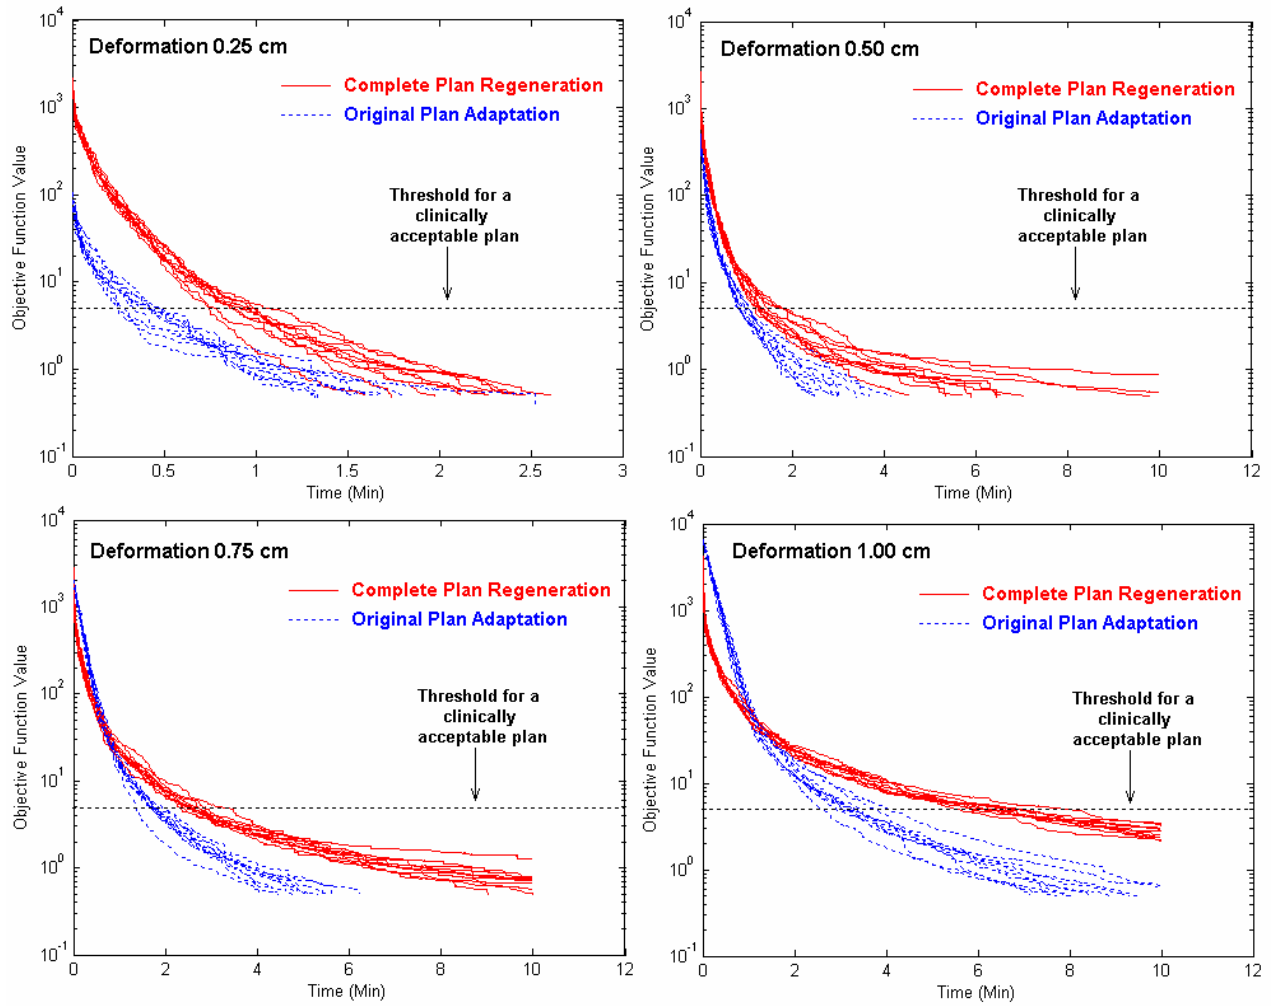 Deformation 0.25 cm
Complete Plan Regeneration
Original Plan Adaptation
Threshold for a
clinically
acceptable plan
Objective Function Value
10^4
10^3
10^2
10^1
10^0
10^-1
0 0.5 1 1.5 2 2.5 3
Time (Min)
Deformation 0.50 cm
Complete Plan Regeneration
Original Plan Adaptation
Threshold for a
clinically
acceptable plan
Objective Function Value
10^4
10^3
10^2
10^1
10^0
10^-1
0 2 4 6 8 10 12
Time (Min)
Deformation 0.75 cm
Complete Plan Regeneration
Original Plan Adaptation
Threshold for a
clinically
acceptable plan
Objective Function Value
10^4
10^3
10^2
10^1
10^0
10^-1
0 2 4 6 8 10 12
Time (Min)
Deformation 1.00 cm
Complete Plan Regeneration
Original Plan Adaptation
Threshold for a
clinically
acceptable plan
Objective Function Value
10^4
10^3
10^2
10^1
10^0
10^-1
0 2 4 6 8 10 12
Time (Min)